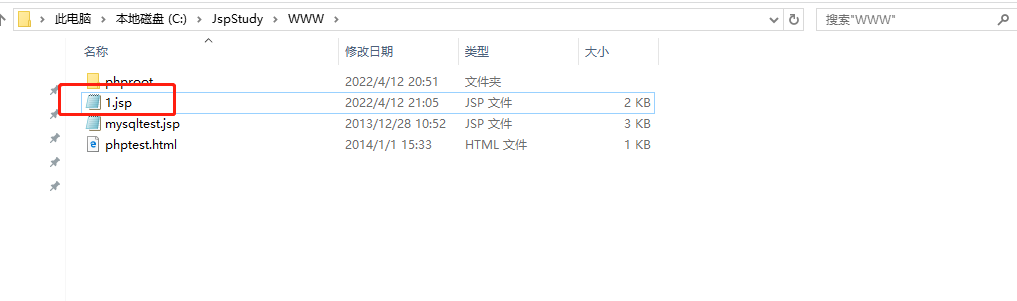 此电脑 > 本地磁盘 (C:) > JspStudy > WWW > 搜索"WWW"
名称 修改日期 类型 大小
phproot 2022/4/12 20:51 文件夹
1.jsp 2022/4/12 21:05 JSP 文件 2 KB
mysqltest.jsp 2013/12/28 10:52 JSP 文件 3 KB
phptest.html 2014/1/1 15:33 HTML 文件 1 KB